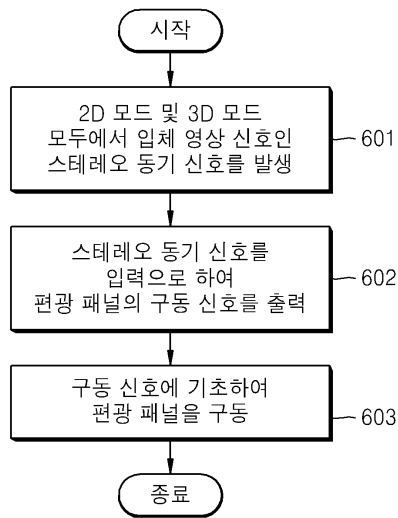 시작
2D 모드 및 3D 모드
모두에서 입체 영상 신호인
스테레오 동기 신호를 발생
601
스테레오 동기 신호를
입력으로 하여
편광 패널의 구동 신호를 출력
602
구동 신호에 기초하여
편광 패널을 구동
603
종료